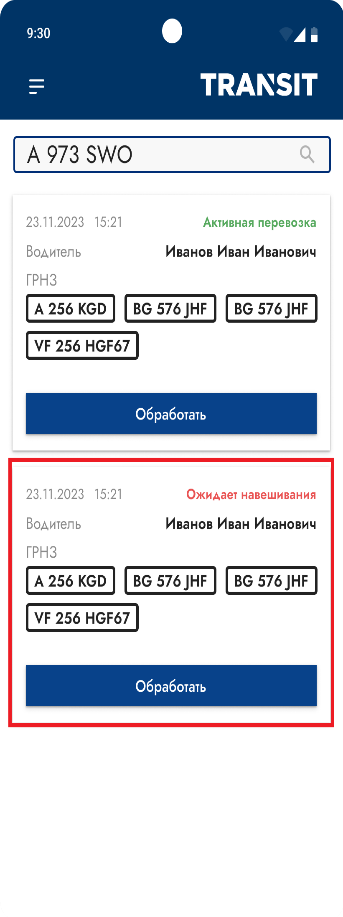 9:30
TRANSIT
A 973 SWO
23.11.2023 15:21 Активная перевозка
Водитель Иванов Иван Иванович
ГРНЗ
A 256 KGD BG 576 JHF BG 576 JHF
VF 256 HGF67
Обработать
23.11.2023 15:21 Ожидает навешивания
Водитель Иванов Иван Иванович
ГРНЗ
A 256 KGD BG 576 JHF BG 576 JHF
VF 256 HGF67
Обработать